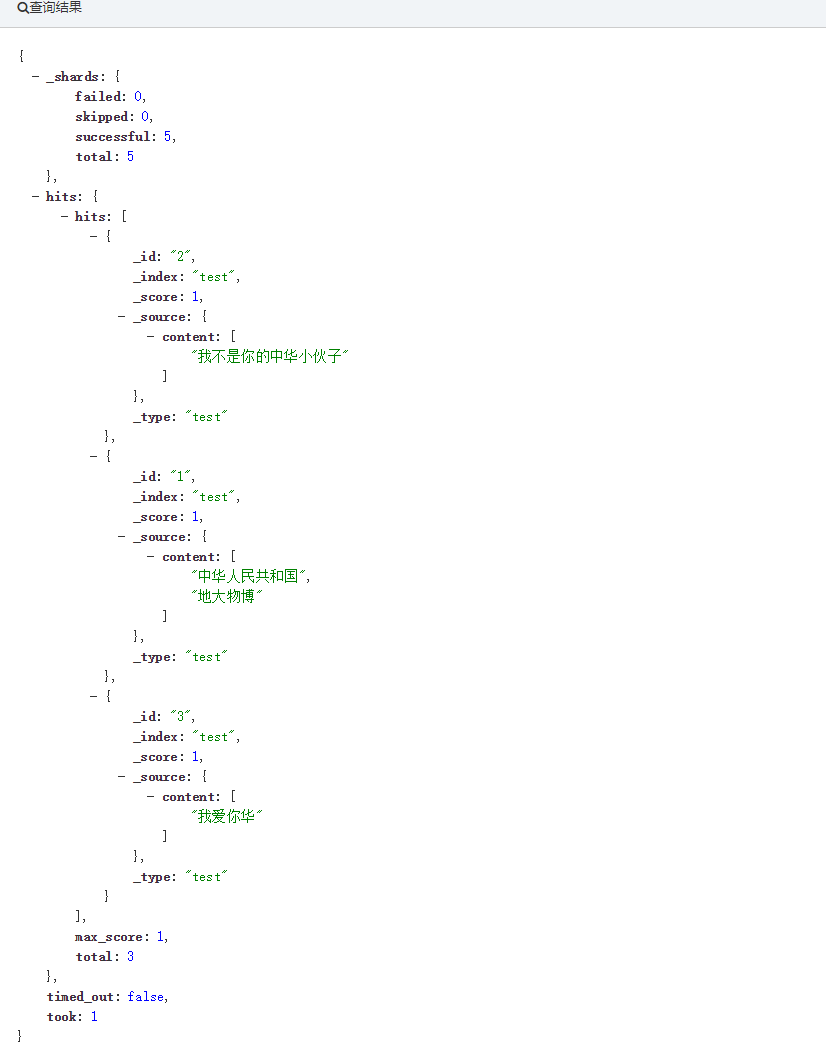 查询结果
{
− _shards: {
failed: 0,
skipped: 0,
successful: 5,
total: 5
},
− hits: {
− hits: [
− {
_id: "2",
_index: "test",
_score: 1,
− _source: {
− content: [
"我不是你的中华小伙子"
]
},
_type: "test"
},
− {
_id: "1",
_index: "test",
_score: 1,
− _source: {
− content: [
"中华人民共和国",
"地大物博"
]
},
_type: "test"
},
− {
_id: "3",
_index: "test",
_score: 1,
− _source: {
− content: [
"我爱你华"
]
},
_type: "test"
}
],
max_score: 1,
total: 3
},
timed_out: false,
took: 1
}